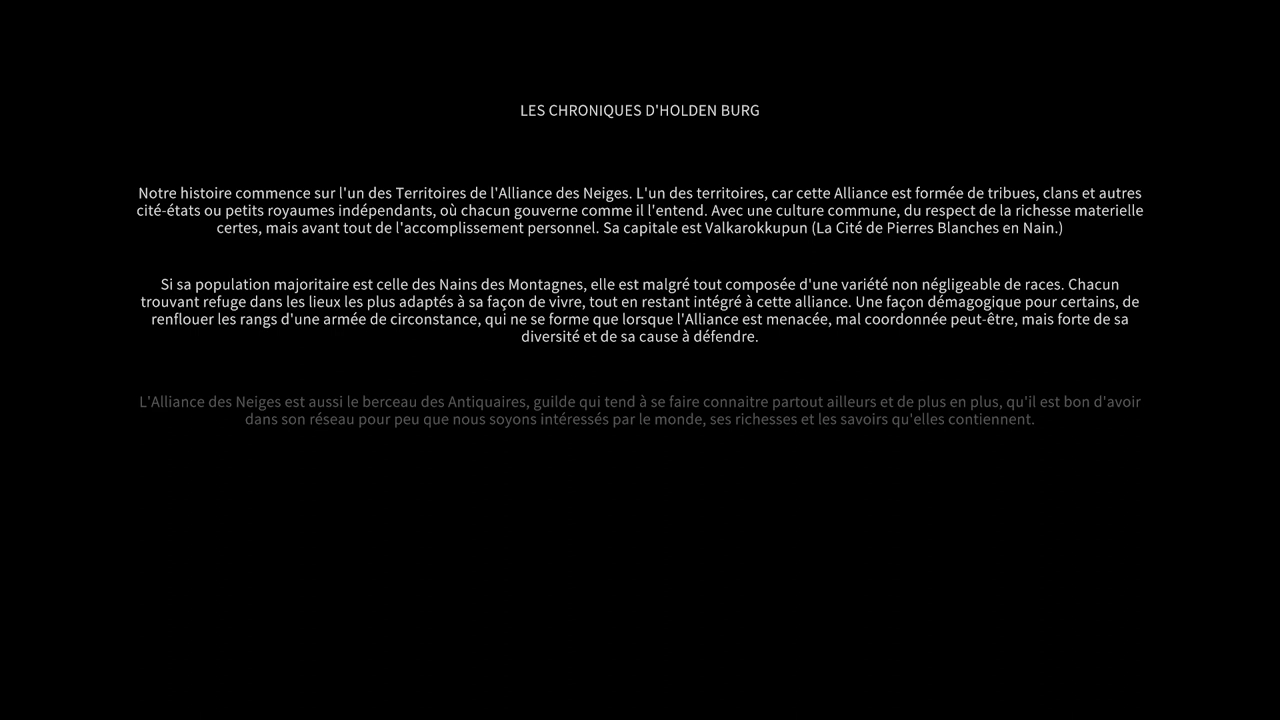 LES CHRONIQUES D'HOLDEN BURG
Notre histoire commence sur l'un des Territoires de l'Alliance des Neiges. L'un des territoires, car cette Alliance est formée de tribues, clans et autres
cité-états ou petits royaumes indépendants, où chacun gouverne comme il l'entend. Avec une culture commune, du respect de la richesse materielle
certes, mais avant tout de l'accomplissement personnel. Sa capitale est Valkarokkupun (La Cité de Pierres Blanches en Nain.)
Si sa population majoritaire est celle des Nains des Montagnes, elle est malgré tout composée d'une variété non négligeable de races. Chacun
trouvant refuge dans les lieux les plus adaptés à sa façon de vivre, tout en restant intégré à cette alliance. Une façon démagogique pour certains, de
renflouer les rangs d'une armée de circonstance, qui ne se forme que lorsque l'Alliance est menacée, mal coordonnée peut-être, mais forte de sa
diversité et de sa cause à défendre.
L'Alliance des Neiges est aussi le berceau des Antiquaires, guilde qui tend à se faire connaitre partout ailleurs et de plus en plus, qu'il est bon d'avoir
dans son réseau pour peu que nous soyons intéressés par le monde, ses richesses et les savoirs qu'elles contiennent.